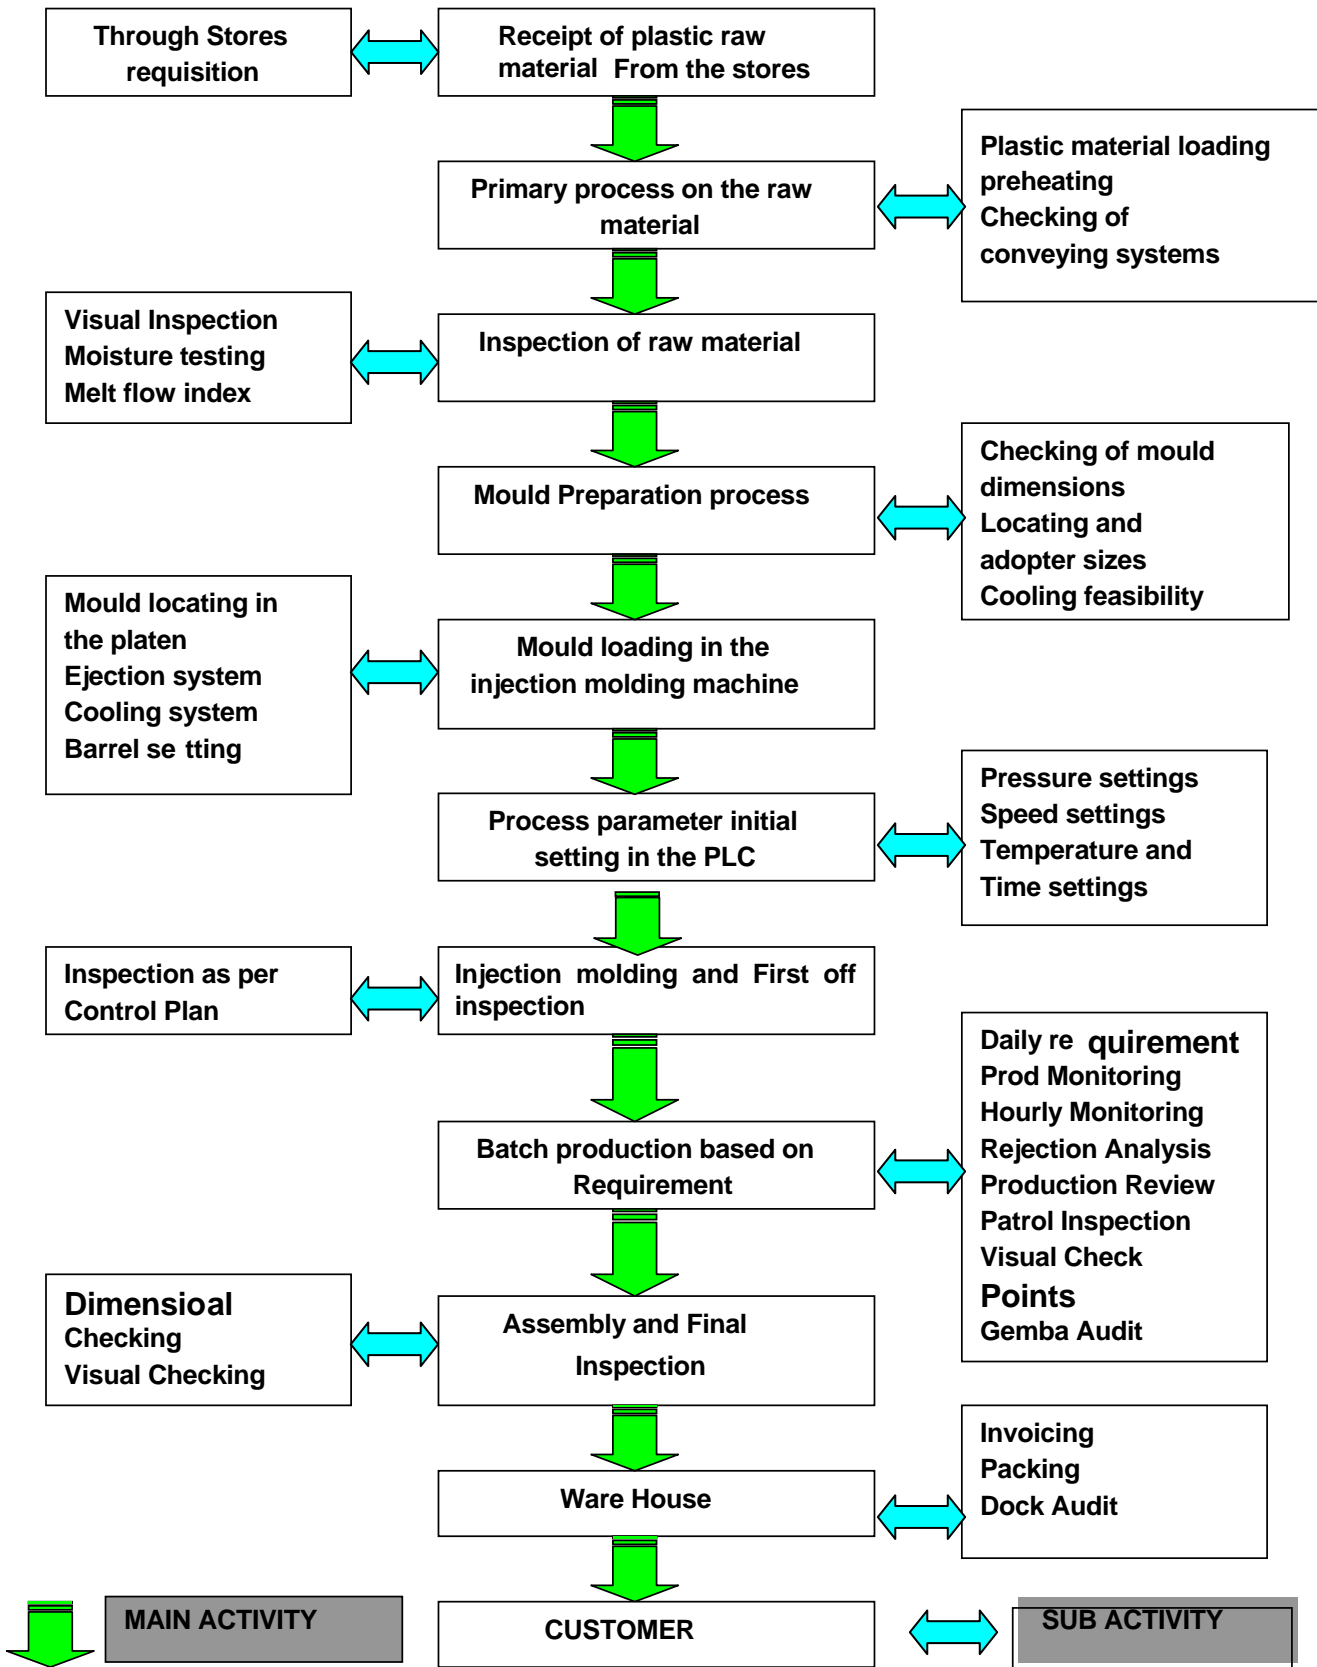 Through Stores
requisition
Receipt of plastic raw
material From the stores
Primary process on the raw
material
Plastic material loading
preheating
Checking of
conveying systems
Visual Inspection
Moisture testing
Melt flow index
Inspection of raw material
Mould Preparation process
Checking of mould
dimensions
Locating and
adopter sizes
Cooling feasibility
Mould locating in
the platen
Ejection system
Cooling system
Barrel se tting
Mould loading in the
injection molding machine
Process parameter initial
setting in the PLC
Pressure settings
Speed settings
Temperature and
Time settings
Inspection as per
Control Plan
Injection molding and First off
inspection
Batch production based on
Requirement
Daily re quirement
Prod Monitoring
Hourly Monitoring
Rejection Analysis
Production Review
Patrol Inspection
Visual Check
Points
Gemba Audit
Dimensioal
Checking
Visual Checking
Assembly and Final
Inspection
Ware House
Invoicing
Packing
Dock Audit
MAIN ACTIVITY
CUSTOMER
SUB ACTIVITY